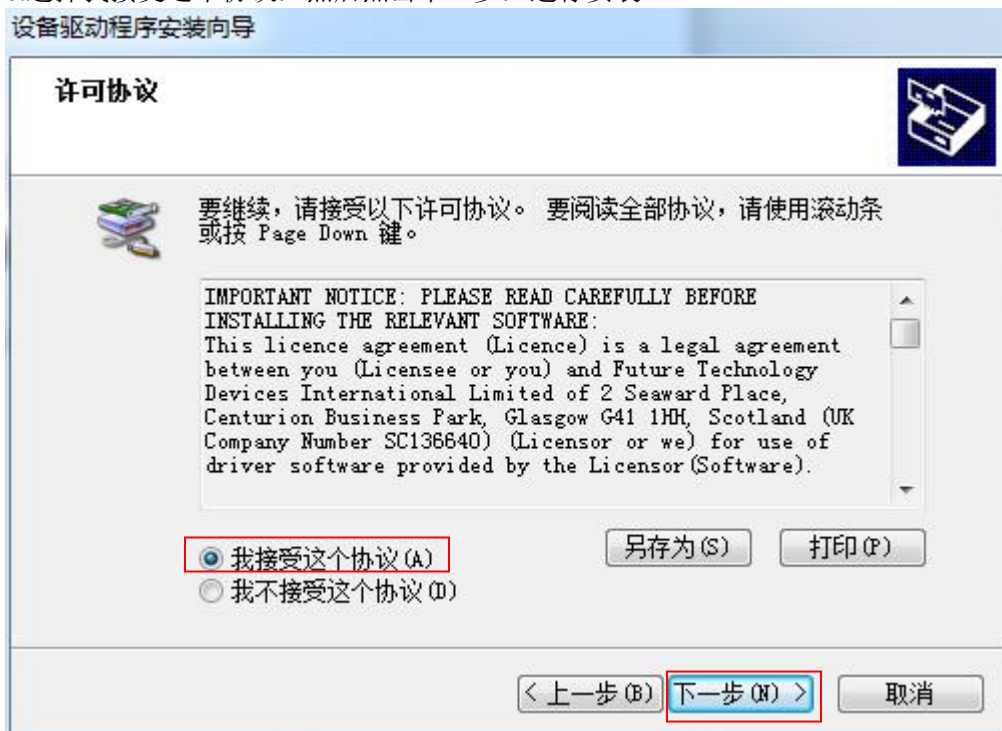 设备驱动程序安装向导
许可协议
要继续，请接受以下许可协议。 要阅读全部协议，请使用滚动条
或按 Page Down 键。
IMPORTANT NOTICE: PLEASE READ CAREFULLY BEFORE
INSTALLING THE RELEVANT SOFTWARE:
This licence agreement (Licence) is a legal agreement
between you (Licensee or you) and Future Technology
Devices International Limited of 2 Seaward Place,
Centurion Business Park, Glasgow G41 1HH, Scotland (UK
Company Number SC136640) (Licensor or we) for use of
driver software provided by the Licensor(Software).
我接受这个协议(A)
另存为(S)
打印(P)
我不接受这个协议(D)
< 上一步(B)
下一步(N) >
取消